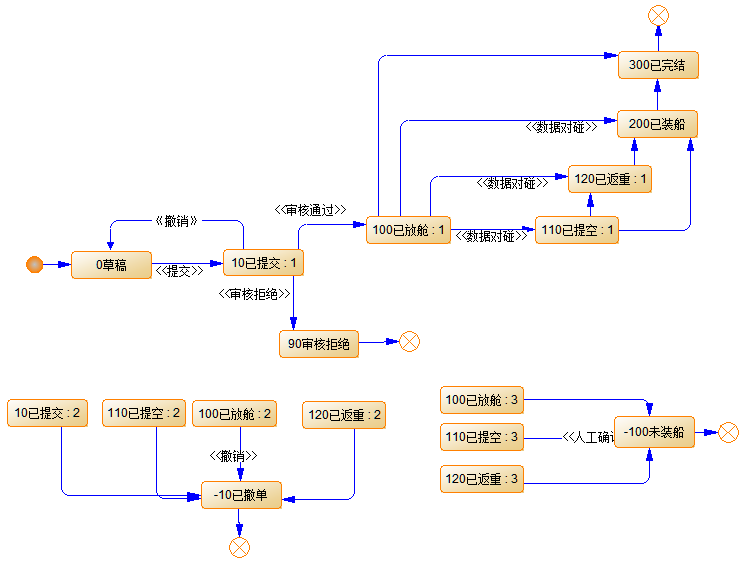 300已完结
200已装船
<<数据对碰>>
120已返重 : 1
<<数据对碰>>
<<审核通过>>
《撤销》
100已放舱 : 1
<<数据对碰>>
110已提空 : 1
0草稿
<<提交>>
10已提交 : 1
<<审核拒绝>>
90审核拒绝
10已提交 : 2
110已提空 : 2
100已放舱 : 2
120已返重 : 2
<<撤销>>
-10已撤单
100已放舱 : 3
110已提空 : 3
<<人工确
-100未装船
120已返重 : 3